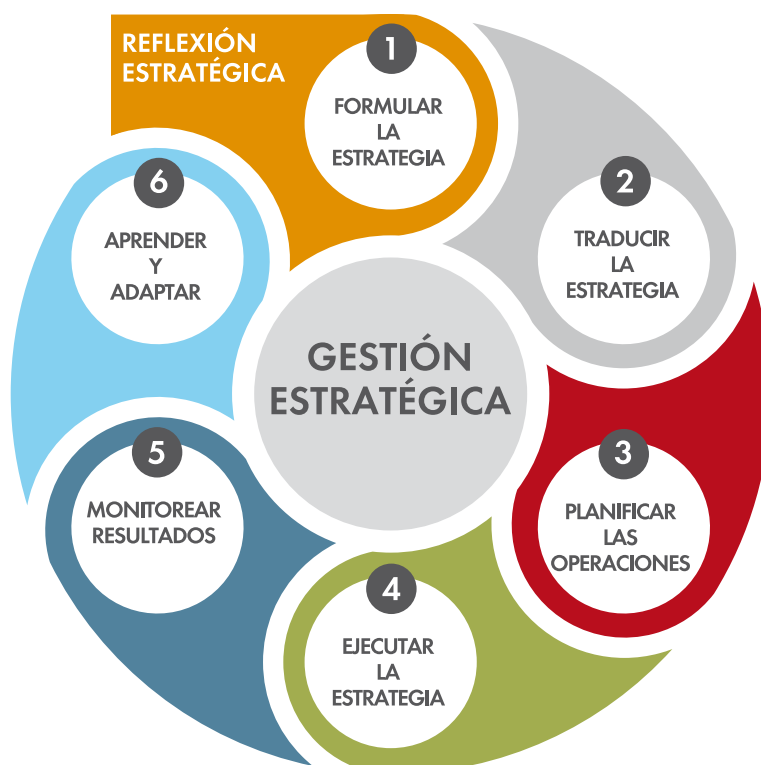 REFLEXIÓN
ESTRATÉGICA
1
FORMULAR
LA
ESTRATEGIA
2
TRADUCIR
LA
ESTRATEGIA
3
PLANIFICAR
LAS
OPERACIONES
4
EJECUTAR
LA
ESTRATEGIA
5
MONITOREAR
RESULTADOS
6
APRENDER
Y
ADAPTAR
GESTIÓN
ESTRATÉGICA